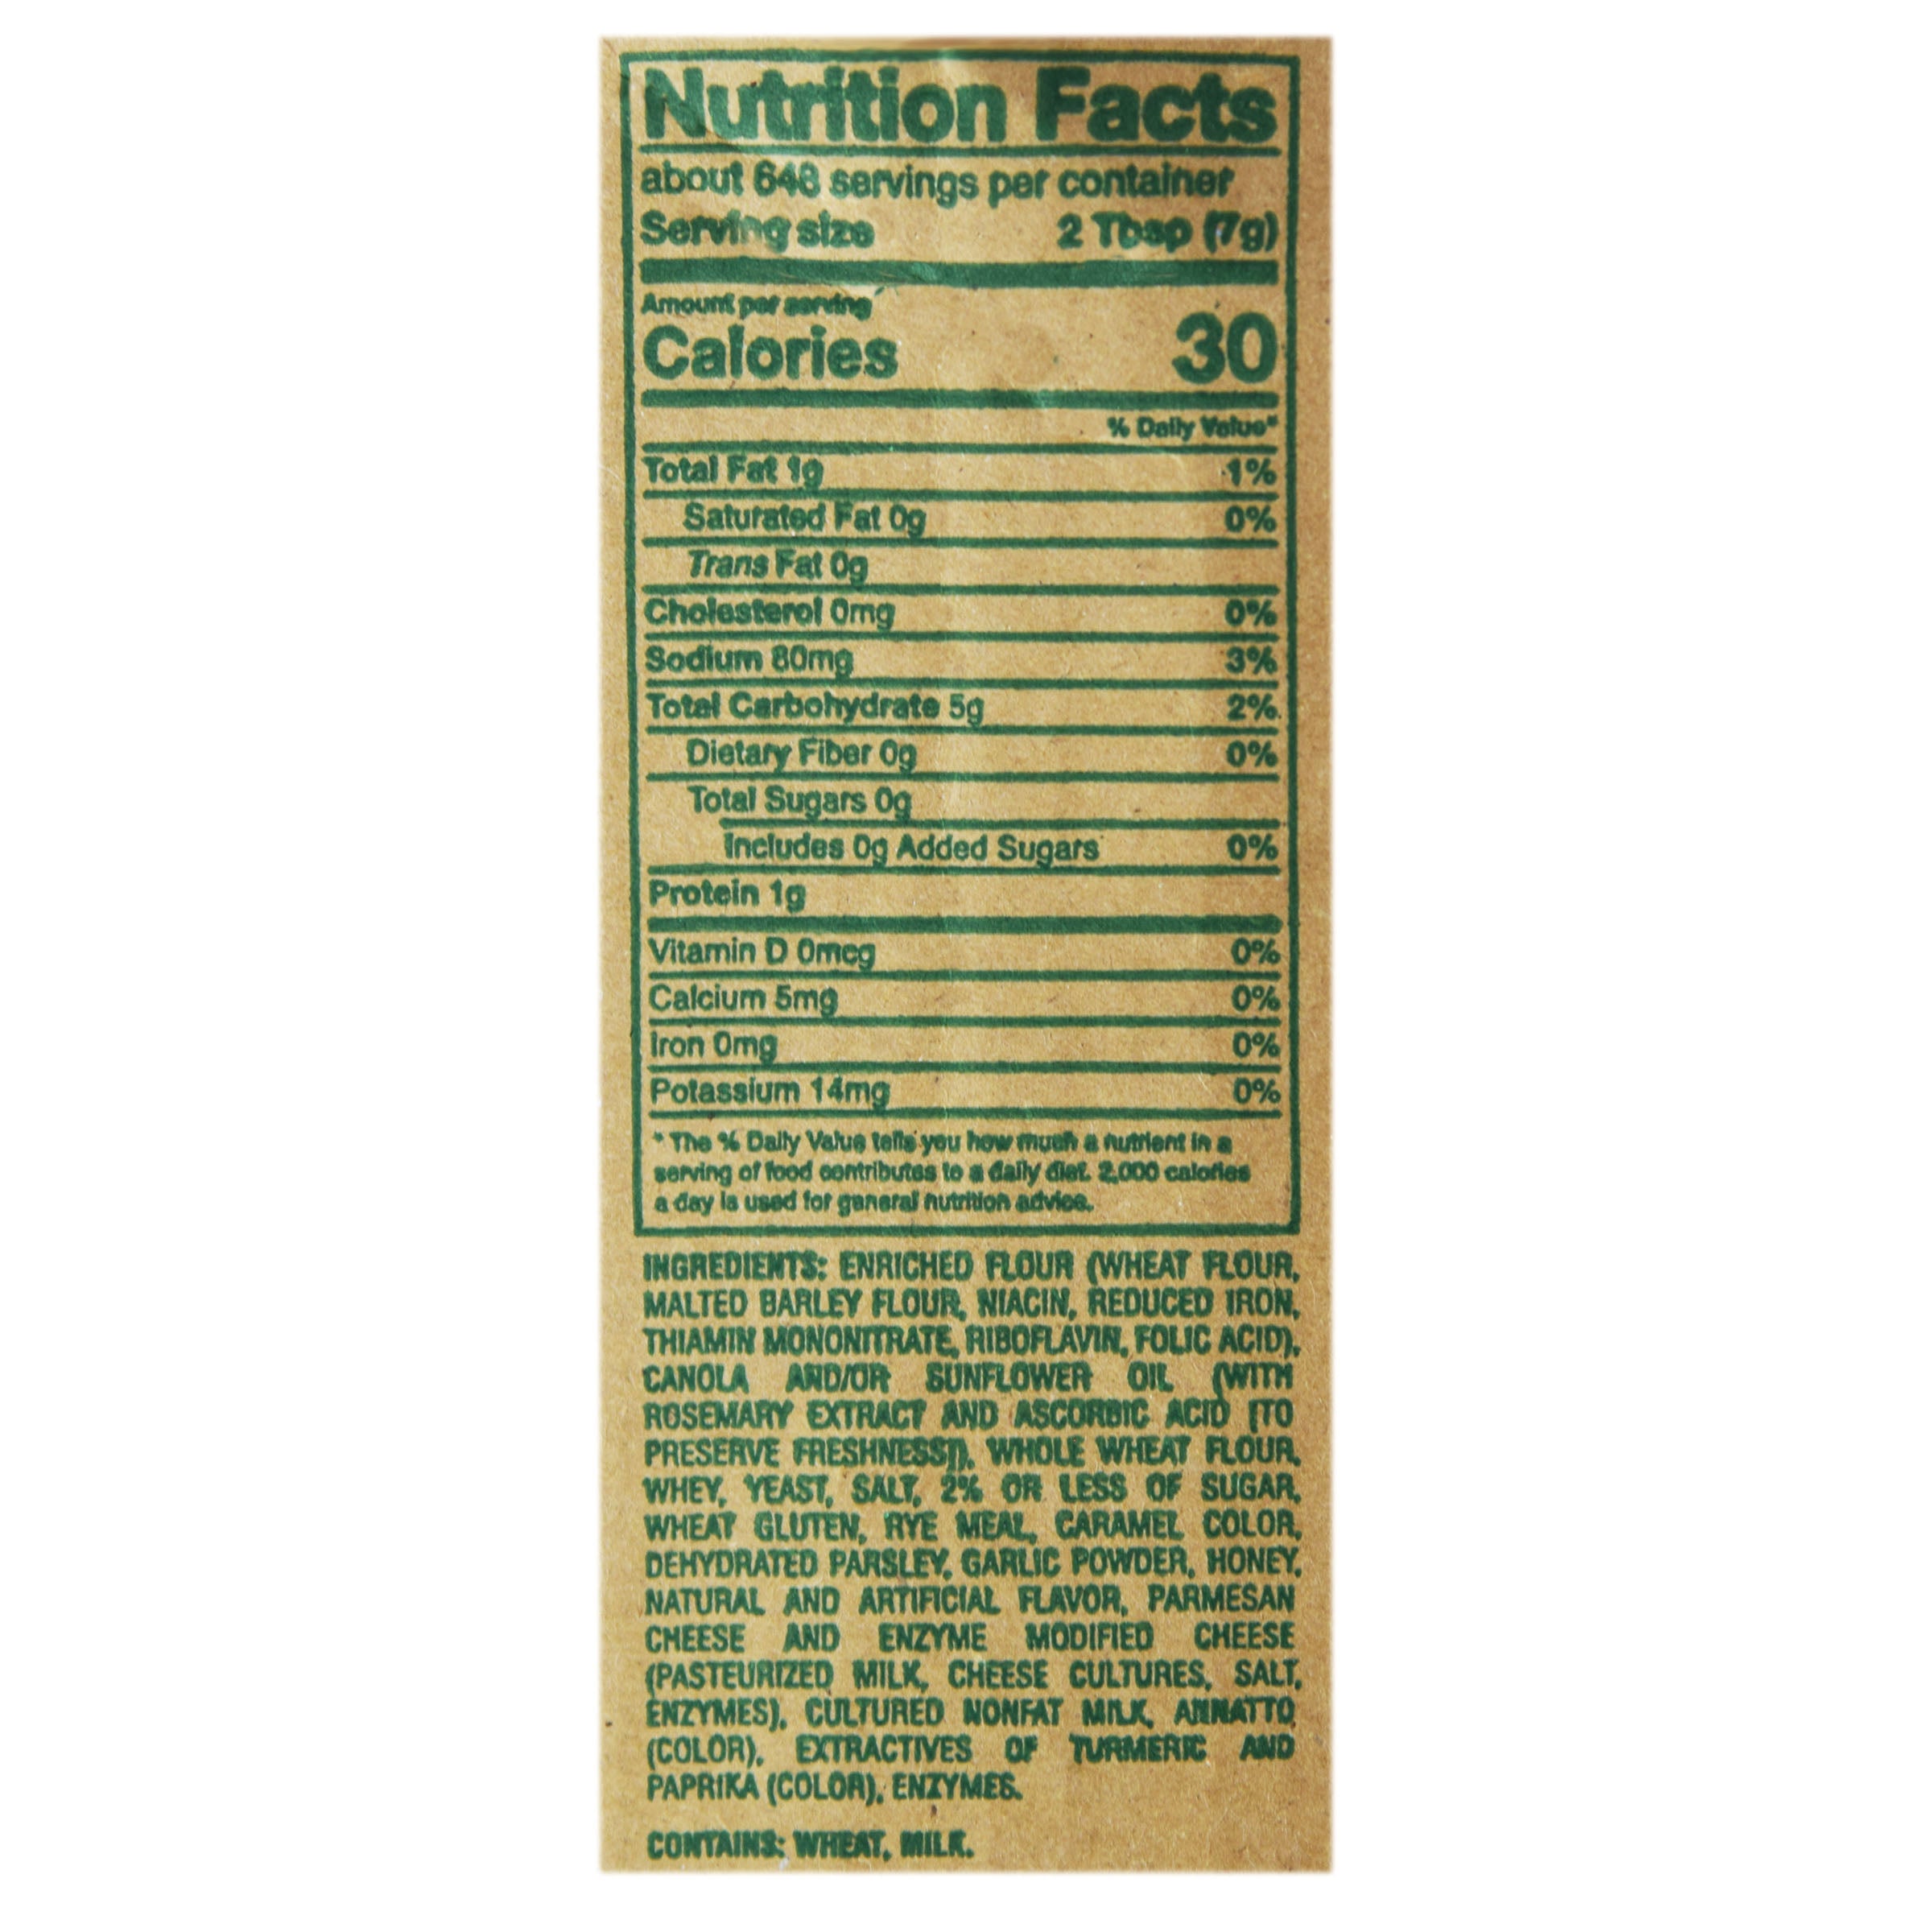 Nutrition Facts
about 648 servings per container
Serving size 2 Tbsp (7g)
Amount per serving
Calories 30
% Daily Value*
Total Fat 1g 1%
Saturated Fat 0g 0%
Trans Fat 0g
Cholesterol 0mg 0%
Sodium 80mg 3%
Total Carbohydrate 5g 2%
Dietary Fiber 0g 0%
Total Sugars 0g
Includes 0g Added Sugars 0%
Protein 1g
Vitamin D 0mcg 0%
Calcium 5mg 0%
Iron 0mg 0%
Potassium 14mg 0%
* The % Daily Value tells you how much a nutrient in a
serving of food contributes to a daily diet. 2,000 calories
a day is used for general nutrition advice.
INGREDIENTS: ENRICHED FLOUR (WHEAT FLOUR,
MALTED BARLEY FLOUR, NIACIN, REDUCED IRON,
THIAMIN MONONITRATE, RIBOFLAVIN, FOLIC ACID),
CANOLA AND/OR SUNFLOWER OIL (WITH
ROSEMARY EXTRACT AND ASCORBIC ACID [TO
PRESERVE FRESHNESS]), WHOLE WHEAT FLOUR,
WHEY, YEAST, SALT, 2% OR LESS OF SUGAR,
WHEAT GLUTEN, RYE MEAL, CARAMEL COLOR,
DEHYDRATED PARSLEY, GARLIC POWDER, HONEY,
NATURAL AND ARTIFICIAL FLAVOR, PARMESAN
CHEESE AND ENZYME MODIFIED CHEESE
(PASTEURIZED MILK, CHEESE CULTURES, SALT,
ENZYMES), CULTURED NONFAT MILK, ANNATTO
(COLOR), EXTRACTIVES OF TURMERIC AND
PAPRIKA (COLOR), ENZYMES.
CONTAINS: WHEAT, MILK.